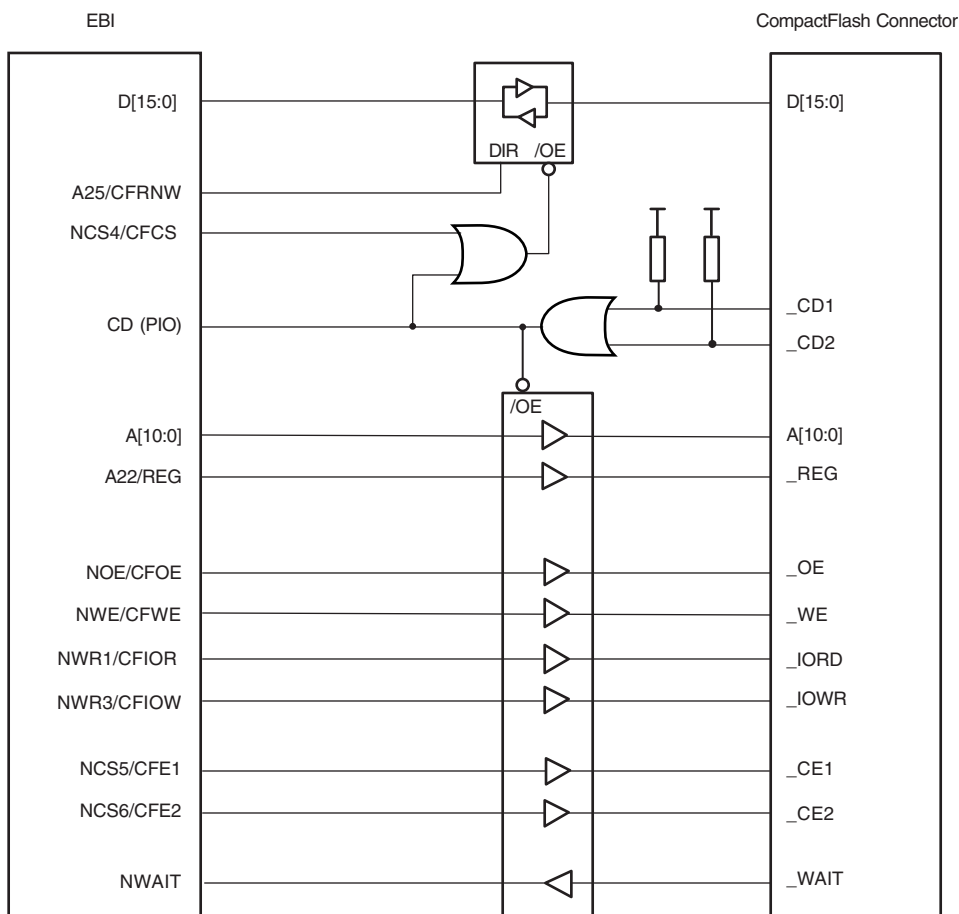 EBI CompactFlash Connector
D[15:0] D[15:0]
DIR /OE
A25/CFRNW
NCS4/CFCS
_CD1
CD (PIO)
_CD2
/OE
A[10:0] A[10:0]
A22/REG _REG
NOE/CFOE _OE
NWE/CFWE _WE
NWR1/CFIOR _IORD
NWR3/CFIOW _IOWR
NCS5/CFE1 _CE1
NCS6/CFE2 _CE2
NWAIT _WAIT